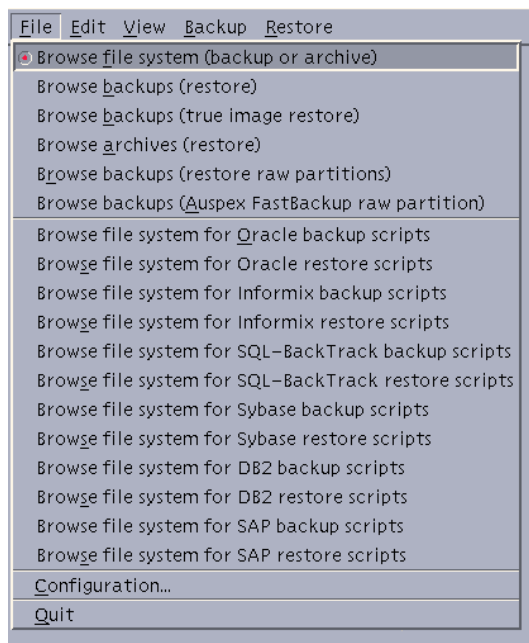 File Edit View Backup Restore
Browse file system (backup or archive)
Browse backups (restore)
Browse backups (true image restore)
Browse archives (restore)
Browse backups (restore raw partitions)
Browse backups (Auspex FastBackup raw partition)
Browse file system for Oracle backup scripts
Browse file system for Oracle restore scripts
Browse file system for Informix backup scripts
Browse file system for Informix restore scripts
Browse file system for SQL-BackTrack backup scripts
Browse file system for SQL-BackTrack restore scripts
Browse file system for Sybase backup scripts
Browse file system for Sybase restore scripts
Browse file system for DB2 backup scripts
Browse file system for DB2 restore scripts
Browse file system for SAP backup scripts
Browse file system for SAP restore scripts
Configuration...
Quit